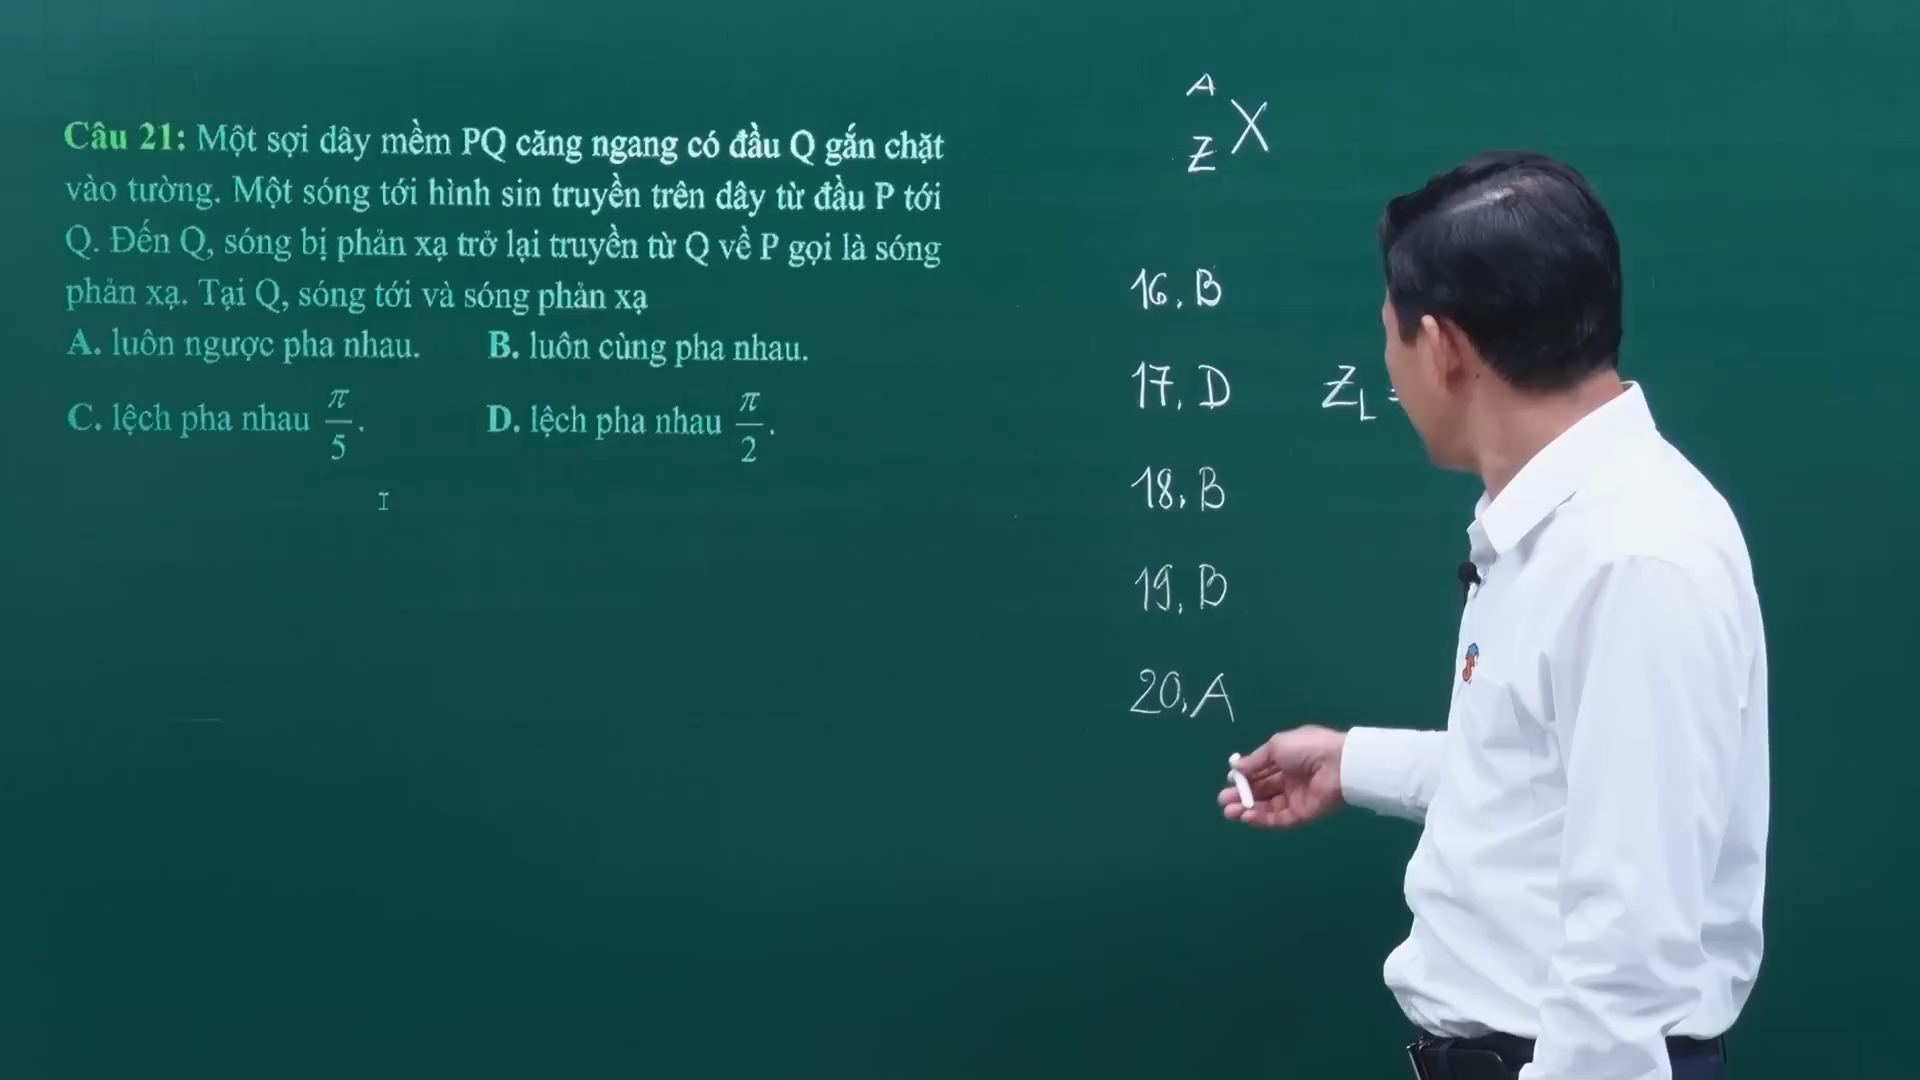 Câu 21: Một sợi dây mềm PQ căng ngang có đầu Q gắn chặt
vào tường. Một sóng tới hình sin truyền trên dây từ đầu P tới
Q. Đến Q, sóng bị phản xạ trở lại truyền từ Q về P gọi là sóng
phản xạ. Tại Q, sóng tới và sóng phản xạ
A. luôn ngược pha nhau. B. luôn cùng pha nhau.
C. lệch pha nhau π/5. D. lệch pha nhau π/2.
A
Z X
16. B
17. D Z_L =
18. B
19. B
20. A